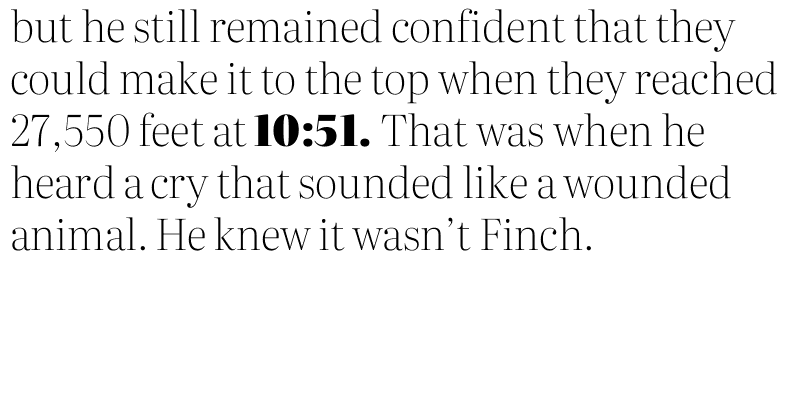 but he still remained confident that they
could make it to the top when they reached
27,550 feet at 10:51. That was when he
heard a cry that sounded like a wounded
animal. He knew it wasn’t Finch.